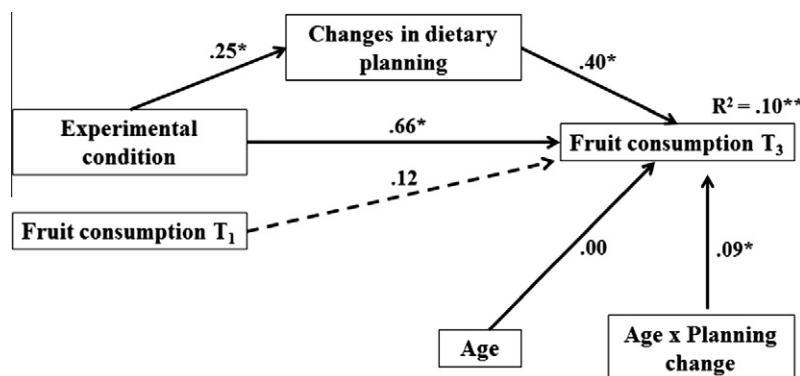 Changes in dietary
planning
.25*
.40*
R² = .10**
Experimental
condition
.66*
Fruit consumption T₃
.12
Fruit consumption T₁
.00
.09*
Age
Age x Planning
change